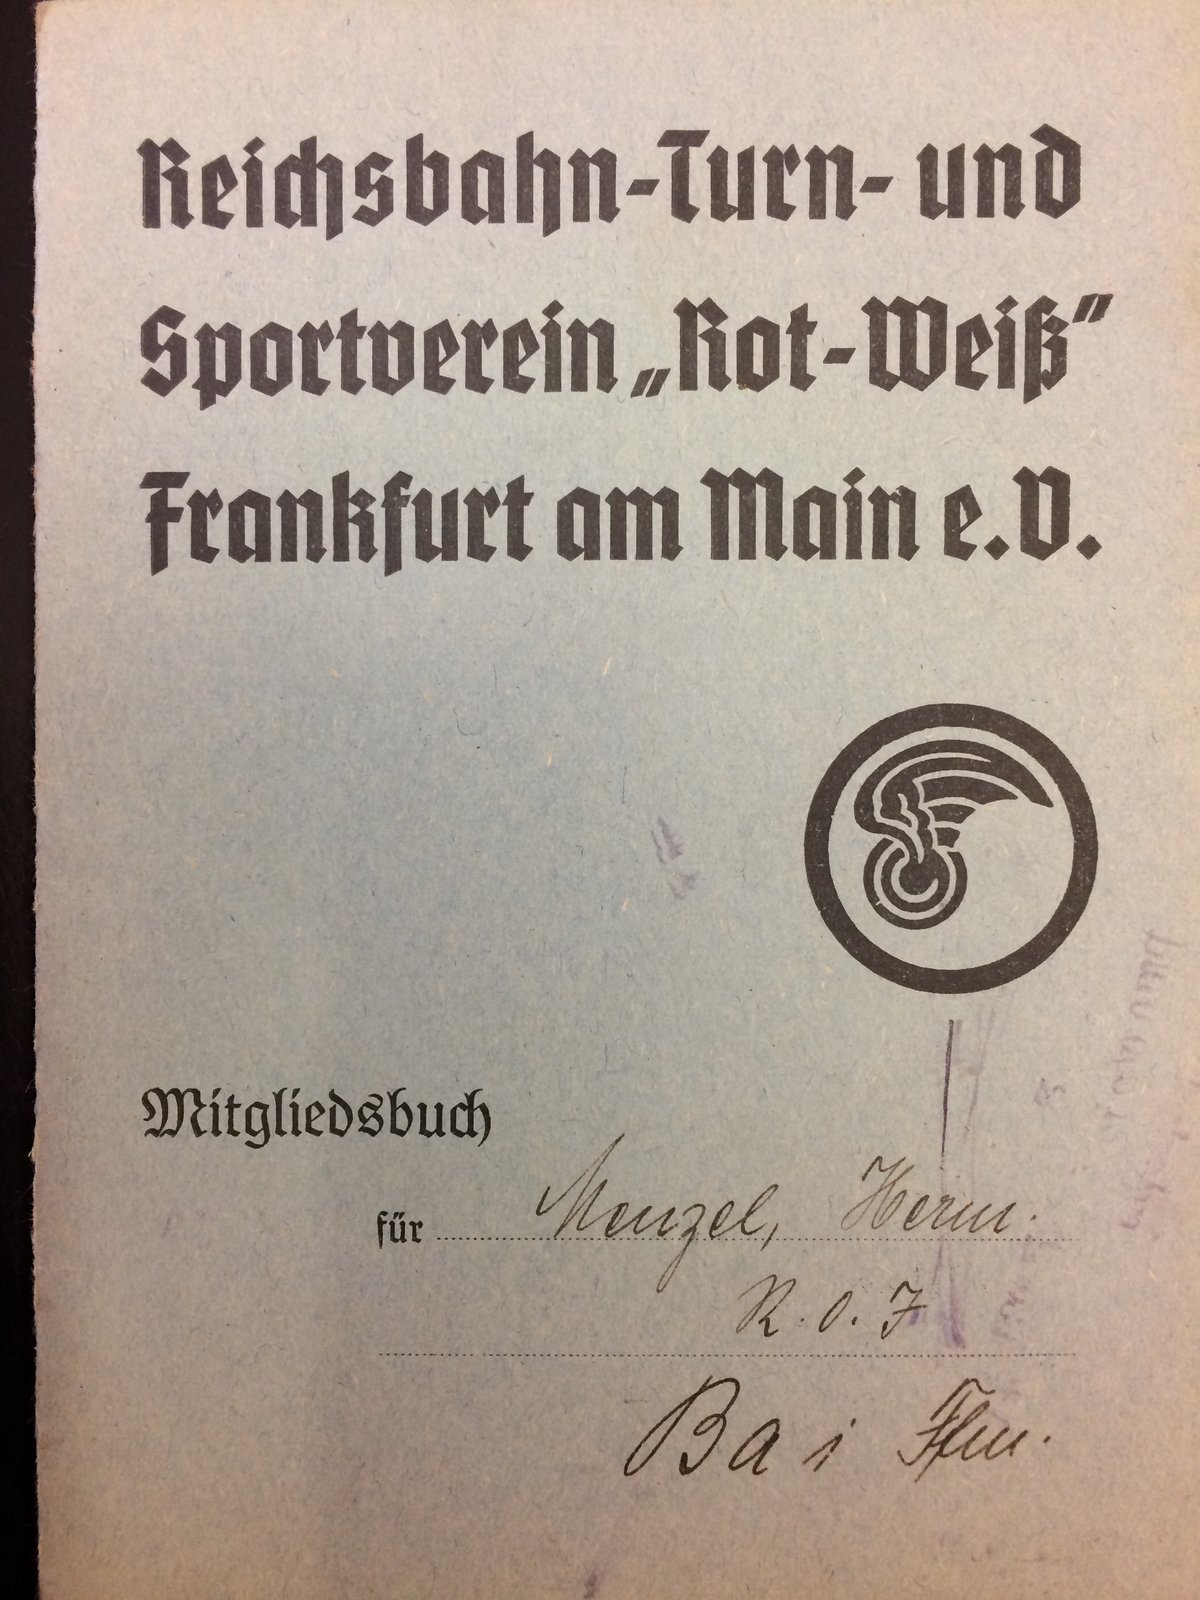 Reichsbahn-Turn- und
Sportverein „Rot-Weiß"
Frankfurt am Main e.V.
Mitgliedsbuch
für Menzel, Herm.
R. O. J
Ba i Ffm.